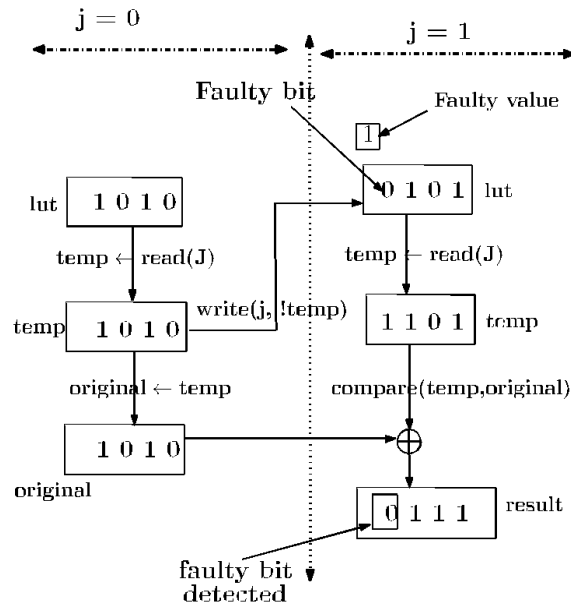 j = 0
j = 1
Faulty bit
Faulty value
1
lut
1 0 1 0
0 1 0 1
lut
temp ← read(J)
temp ← read(J)
temp
1 0 1 0
write(j, !temp)
1 1 0 1
temp
original ← temp
compare(temp,original)
1 0 1 0
original
0 1 1 1
result
faulty bit
detected